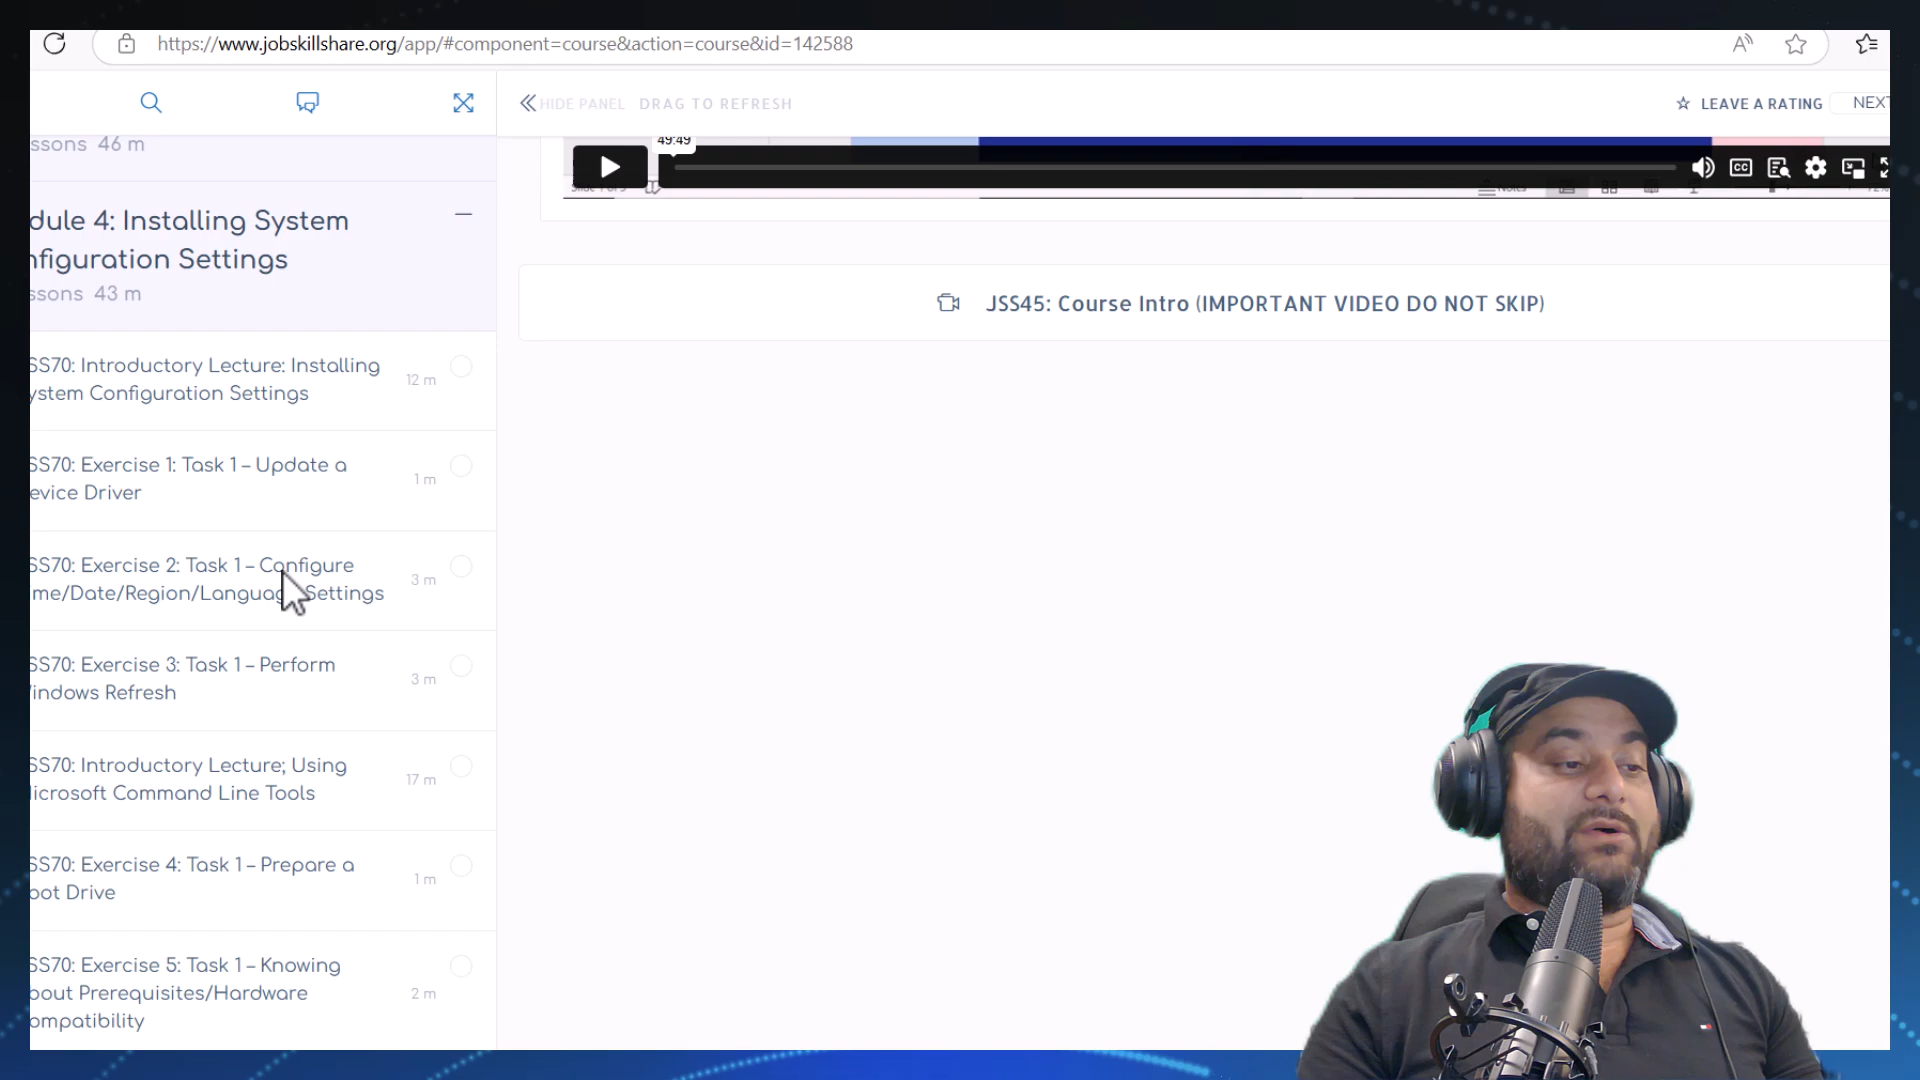 https://www.jobskillshare.org/app/#component=course&action=course&id=142588
HIDE PANEL DRAG TO REFRESH
LEAVE A RATING
NEXT
ssons 46 m
49:49
dule 4: Installing System
nfiguration Settings
ssons 43 m
JSS45: Course Intro (IMPORTANT VIDEO DO NOT SKIP)
SS70: Introductory Lecture: Installing
ystem Configuration Settings
12 m
SS70: Exercise 1: Task 1 – Update a
evice Driver
1 m
SS70: Exercise 2: Task 1 – Configure
me/Date/Region/Language Settings
3 m
SS70: Exercise 3: Task 1 – Perform
indows Refresh
3 m
SS70: Introductory Lecture; Using
icrosoft Command Line Tools
17 m
SS70: Exercise 4: Task 1 – Prepare a
oot Drive
1 m
SS70: Exercise 5: Task 1 – Knowing
bout Prerequisites/Hardware
ompatibility
2 m